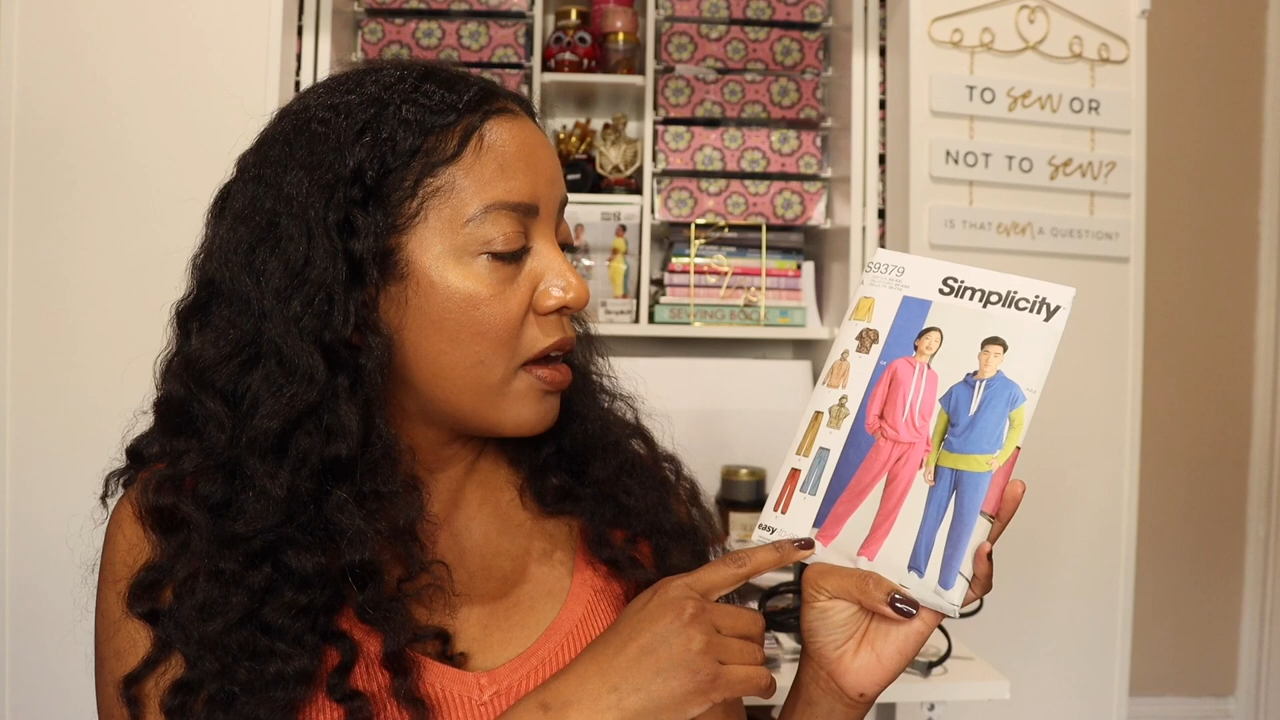 TO sew OR
NOT TO sew?
IS THAT even A QUESTION?
SEWING BOOK
S9379
Simplicity
easy